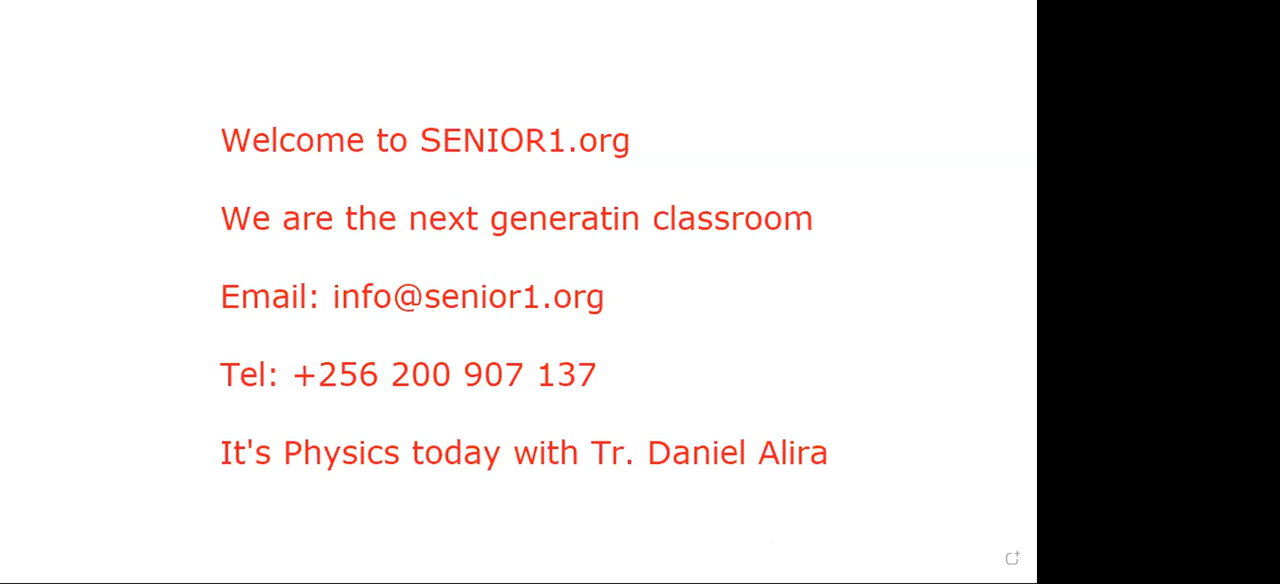 Welcome to SENIOR1.org
We are the next generatin classroom
Email: info@senior1.org
Tel: +256 200 907 137
It's Physics today with Tr. Daniel Alira